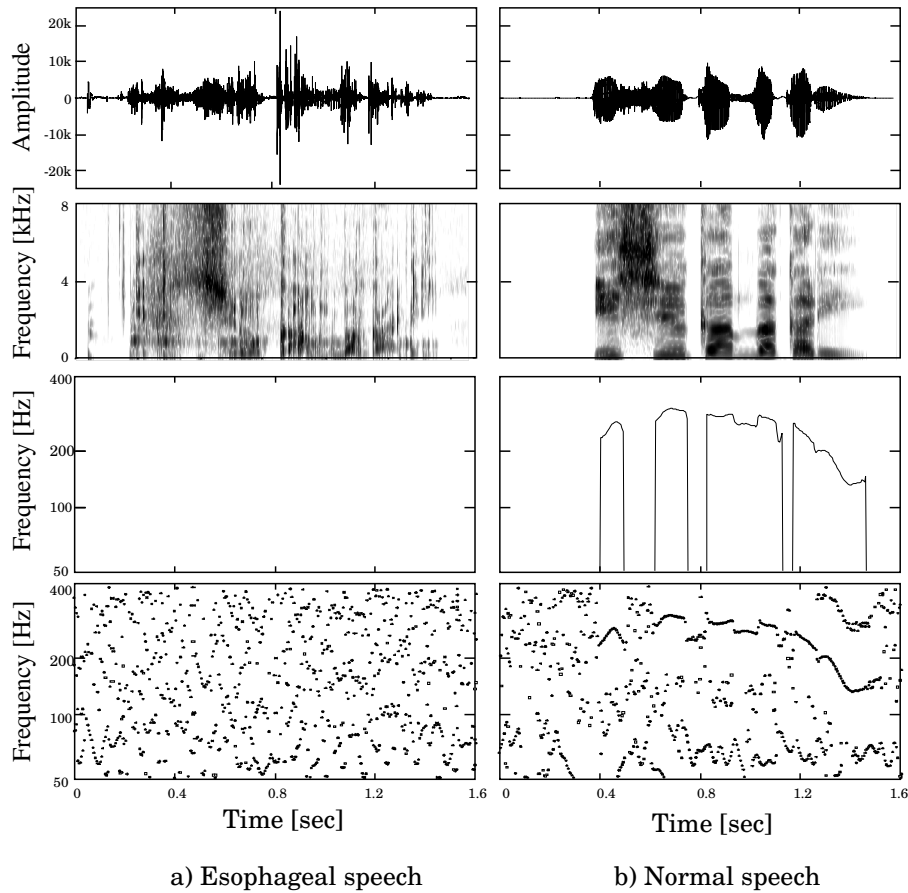 20k
10k
0
-10k
-20k
Amplitude
8
4
0
Frequency [kHz]
400
200
100
50
Frequency [Hz]
400
200
100
50
Frequency [Hz]
0 0.4 0.8 1.2 1.6
0 0.4 0.8 1.2 1.6
Time [sec]
Time [sec]
a) Esophageal speech
b) Normal speech